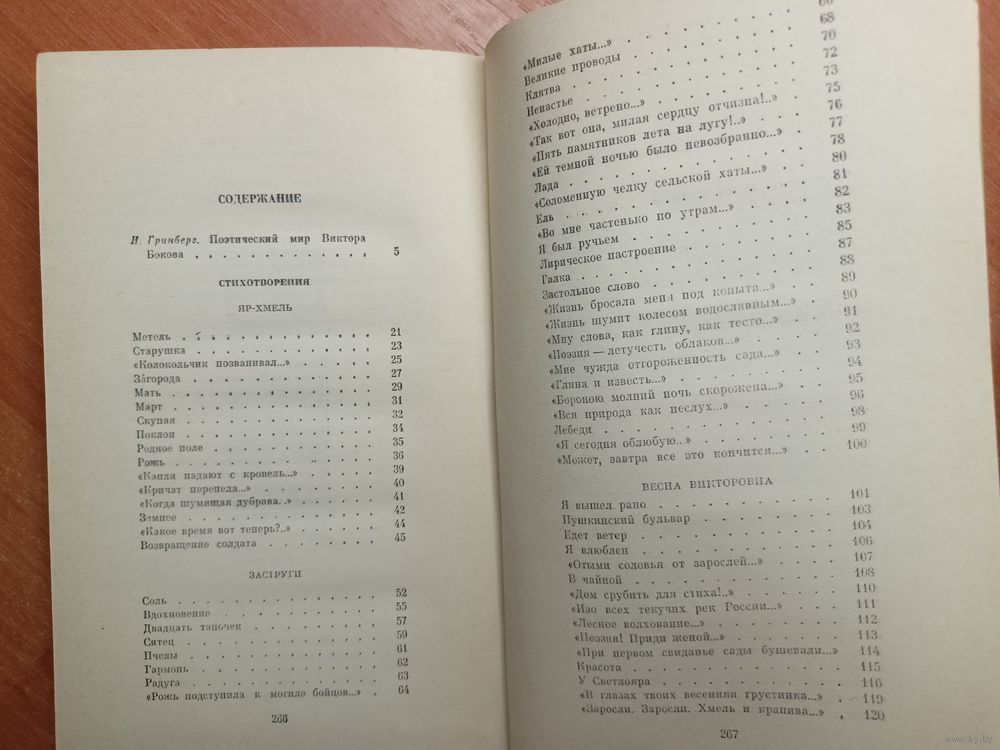 СОДЕРЖАНИЕ
И. Гринберг. Поэтический мир Виктора
Бокова . . . . . . . . . . . . . 5
СТИХОТВОРЕНИЯ
ЯР-ХМЕЛЬ
Метель . . . . . . . . . . . . . 21
Старушка . . . . . . . . . . . . 23
«Колокольчик позванивал...» . . . . . 25
Загорода . . . . . . . . . . . . 27
Мать . . . . . . . . . . . . . . 29
Март . . . . . . . . . . . . . . 31
Скупая . . . . . . . . . . . . . 32
Поклон . . . . . . . . . . . . . 34
Родное поле . . . . . . . . . . . 35
Рожь . . . . . . . . . . . . . . 36
«Капли падают с кровель...» . . . . . 39
«Кричат перепела...» . . . . . . . . 40
«Когда шумящая дубрава..» . . . . . . 41
Зимнее . . . . . . . . . . . . . 42
«Какое время вот теперь?..» . . . . . 44
Возвращение солдата . . . . . . . . 45
ЗАСТРУГИ
Соль . . . . . . . . . . . . . . 52
Вдохновение . . . . . . . . . . . 55
Двадцать тапочек . . . . . . . . . 57
Ситец . . . . . . . . . . . . . . 59
Пчелы . . . . . . . . . . . . . . 61
Гармонь . . . . . . . . . . . . . 62
Радуга . . . . . . . . . . . . . 63
«Рожь подступила к могиле бойцов...» . 64
266
«Милые хаты...» . . . . . . . . . . 66
Великие проводы . . . . . . . . . . 68
Клятва . . . . . . . . . . . . . 70
Ненастье . . . . . . . . . . . . 72
«Холодно, ветрено...» . . . . . . . 73
«Так вот она, милая сердцу отчизна!..» . 75
«Пять памятников лета на лугу!..» . . . 76
«Ей темной ночью было невозбранно...» . 77
Лада . . . . . . . . . . . . . . 78
«Соломенную челку сельской хаты...» . . 80
Ель . . . . . . . . . . . . . . . 81
«Во мне частенько по утрам...» . . . . 82
Я был ручьем . . . . . . . . . . . 83
Лирическое настроение . . . . . . . 85
Галка . . . . . . . . . . . . . . 87
Застольное слово . . . . . . . . . 88
«Жизнь бросала меня под копыта...» . . 89
«Жизнь шумит колесом водосливным...» . 90
«Мну слова, как глину, как тесто...» . . 91
«Поэзия — летучесть облаков...» . . . . 92
«Мне чужда отгороженность сада...» . . 93
«Глина и известь...» . . . . . . . . 94
«Бороною молний ночь скорожена...» . . 95
«Вся природа как неслух...» . . . . . 96
Лебеди . . . . . . . . . . . . . 98
«Я сегодня облюбую...» . . . . . . . 99
«Может, завтра все это кончится...» . . 100
ВЕСНА ВИКТОРОВНА
Я вышел рано . . . . . . . . . . . 101
Пушкинский бульвар . . . . . . . . 103
Едет ветер . . . . . . . . . . . . 104
Я влюблен . . . . . . . . . . . . 106
«Отыми соловья от зарослей...» . . . . 107
В чайной . . . . . . . . . . . . 108
«Дом срубить для стиха!..» . . . . . 110
«Изо всех текучих рек России...» . . . 111
«Лесное волхование...» . . . . . . . 112
«Поэзия! Приди женой...» . . . . . . 113
«При первом свиданье сады бушевали...» 114
Красота . . . . . . . . . . . . . 115
У Светлояра . . . . . . . . . . . 116
«В глазах твоих весенняя грустинка...» . 119
«Заросли. Заросли. Хмель и крапива...» . 120
267
www.ay.by